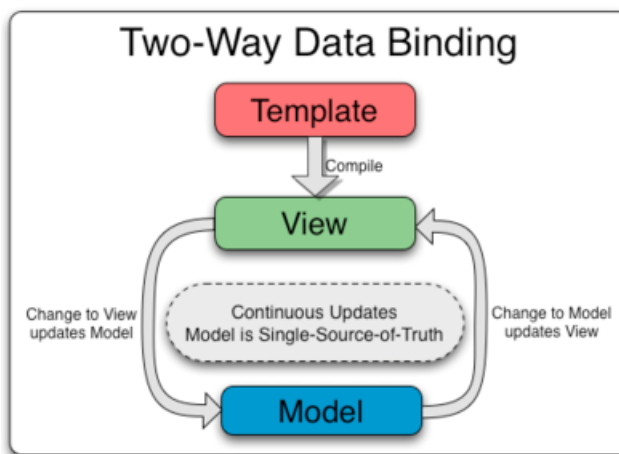 Two-Way Data Binding
Template
Compile
View
Change to View
updates Model
Continuous Updates
Model is Single-Source-of-Truth
Change to Model
updates View
Model